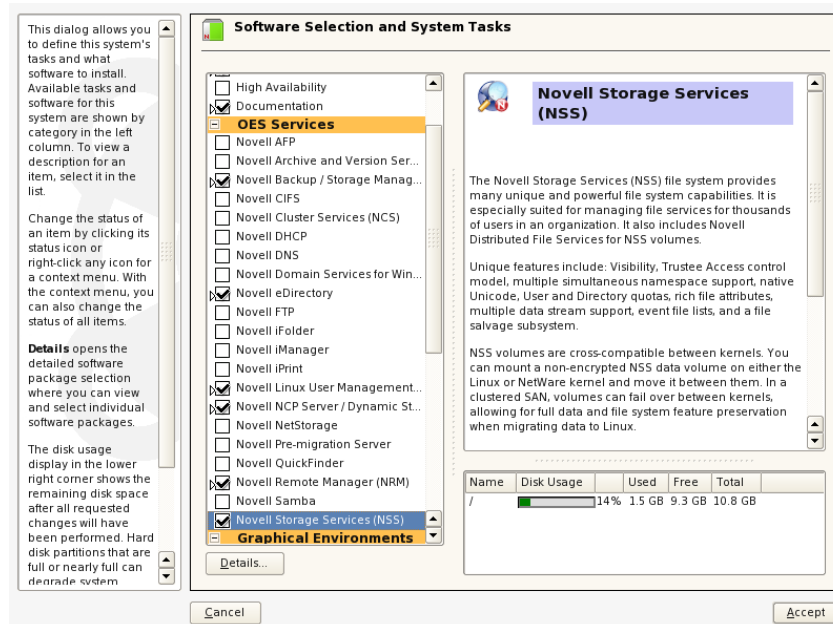 This dialog allows you
to define this system's
tasks and what
software to install.
Available tasks and
software for this
system are shown by
category in the left
column. To view a
description for an
item, select it in the
list.
Change the status of
an item by clicking its
status icon or
right-click any icon for
a context menu. With
the context menu, you
can also change the
status of all items.
Details opens the
detailed software
package selection
where you can view
and select individual
software packages.
The disk usage
display in the lower
right corner shows the
remaining disk space
after all requested
changes will have
been performed. Hard
disk partitions that are
full or nearly full can
degrade system
Software Selection and System Tasks
High Availability
Documentation
OES Services
Novell AFP
Novell Archive and Version Ser...
Novell Backup / Storage Manag...
Novell CIFS
Novell Cluster Services (NCS)
Novell DHCP
Novell DNS
Novell Domain Services for Win...
Novell eDirectory
Novell FTP
Novell iFolder
Novell iManager
Novell iPrint
Novell Linux User Management...
Novell NCP Server / Dynamic St...
Novell NetStorage
Novell Pre-migration Server
Novell QuickFinder
Novell Remote Manager (NRM)
Novell Samba
Novell Storage Services (NSS)
Graphical Environments
Details...
Novell Storage Services
(NSS)
The Novell Storage Services (NSS) file system provides
many unique and powerful file system capabilities. It is
especially suited for managing file services for thousands
of users in an organization. It also includes Novell
Distributed File Services for NSS volumes.
Unique features include: Visibility, Trustee Access control
model, multiple simultaneous namespace support, native
Unicode, User and Directory quotas, rich file attributes,
multiple data stream support, event file lists, and a file
salvage subsystem.
NSS volumes are cross-compatible between kernels. You
can mount a non-encrypted NSS data volume on either the
Linux or NetWare kernel and move it between them. In a
clustered SAN, volumes can fail over between kernels,
allowing for full data and file system feature preservation
when migrating data to Linux.
Name Disk Usage Used Free Total
/ 14% 1.5 GB 9.3 GB 10.8 GB
Cancel
Accept